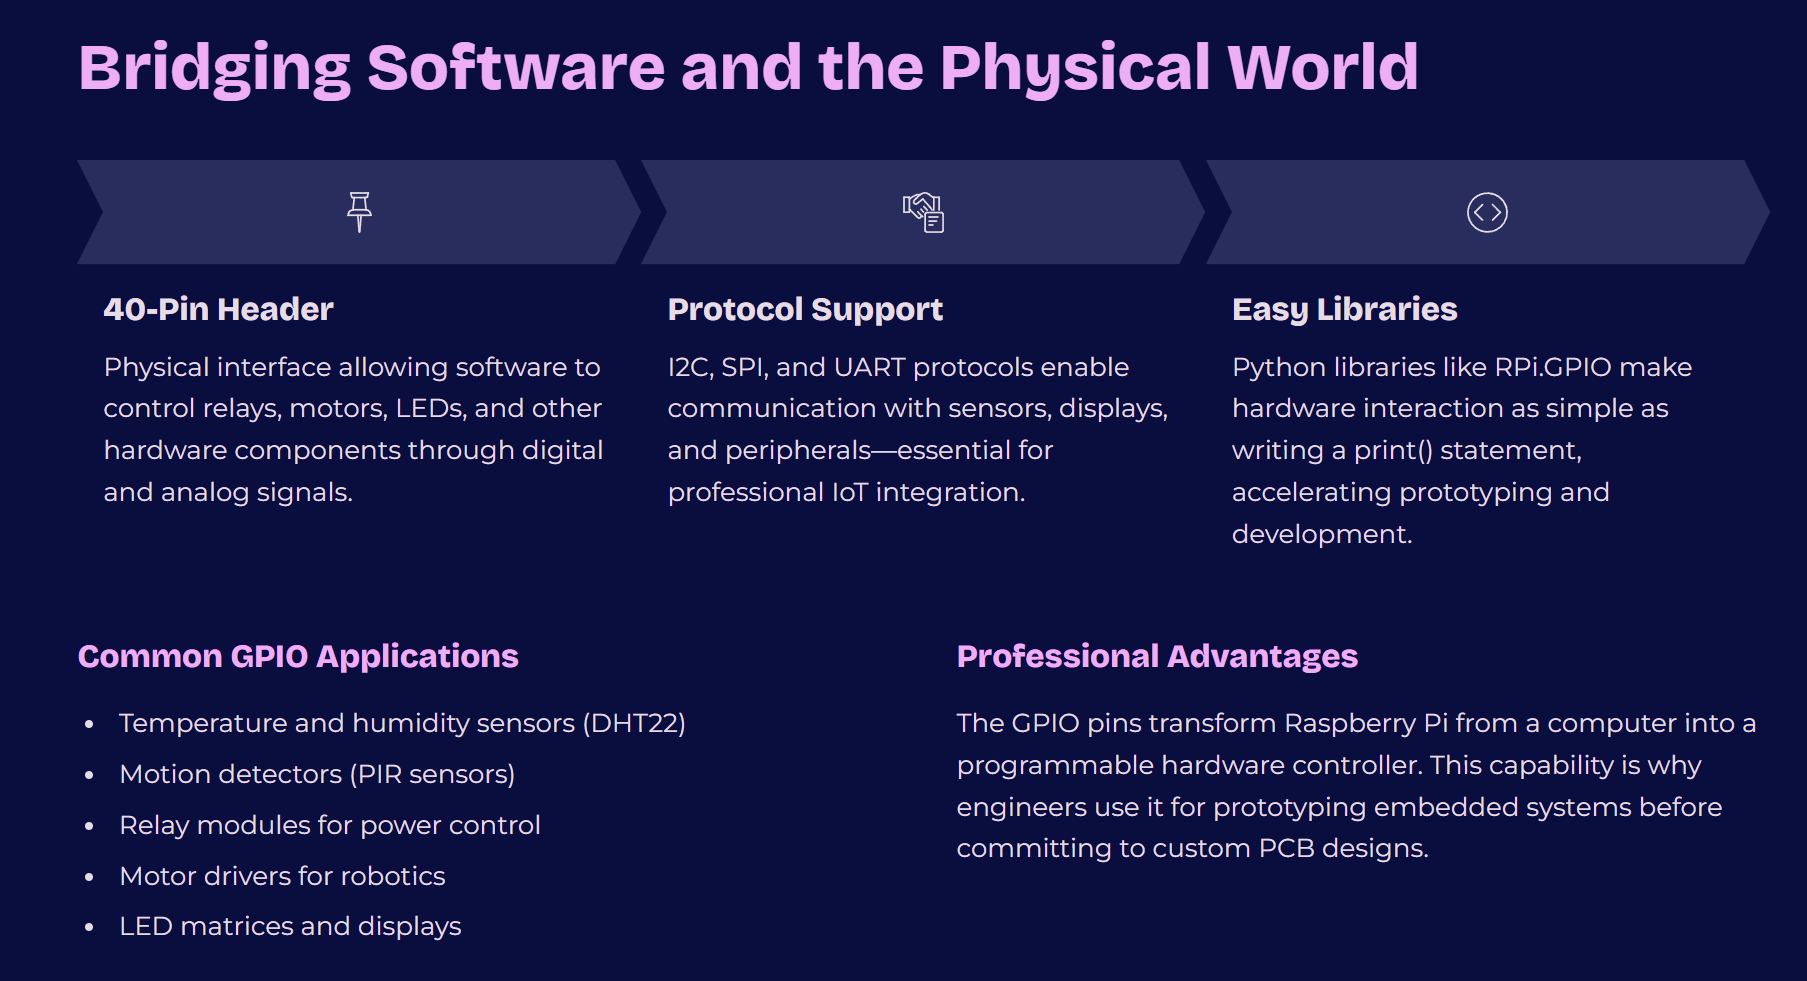 Bridging Software and the Physical World
40-Pin Header
Physical interface allowing software to
control relays, motors, LEDs, and other
hardware components through digital
and analog signals.
Protocol Support
I2C, SPI, and UART protocols enable
communication with sensors, displays,
and peripherals—essential for
professional IoT integration.
Easy Libraries
Python libraries like RPi.GPIO make
hardware interaction as simple as
writing a print() statement,
accelerating prototyping and
development.
Common GPIO Applications
• Temperature and humidity sensors (DHT22)
• Motion detectors (PIR sensors)
• Relay modules for power control
• Motor drivers for robotics
• LED matrices and displays
Professional Advantages
The GPIO pins transform Raspberry Pi from a computer into a
programmable hardware controller. This capability is why
engineers use it for prototyping embedded systems before
committing to custom PCB designs.